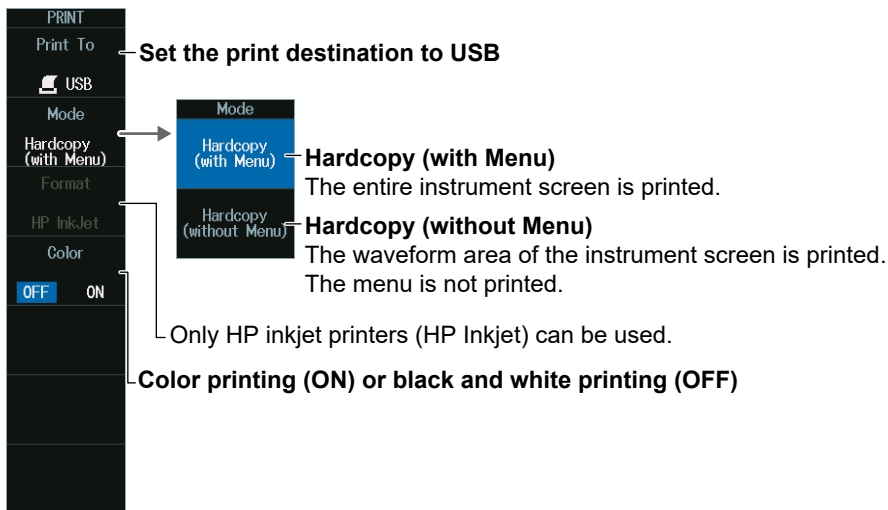 PRINT
Print To
USB
Set the print destination to USB
Mode
Hardcopy
(with Menu)
Mode
Hardcopy
(with Menu)
Hardcopy (with Menu)
The entire instrument screen is printed.
Hardcopy
(without Menu)
Hardcopy (without Menu)
The waveform area of the instrument screen is printed.
The menu is not printed.
Format
HP InkJet
Only HP inkjet printers (HP Inkjet) can be used.
Color
OFF ON
Color printing (ON) or black and white printing (OFF)